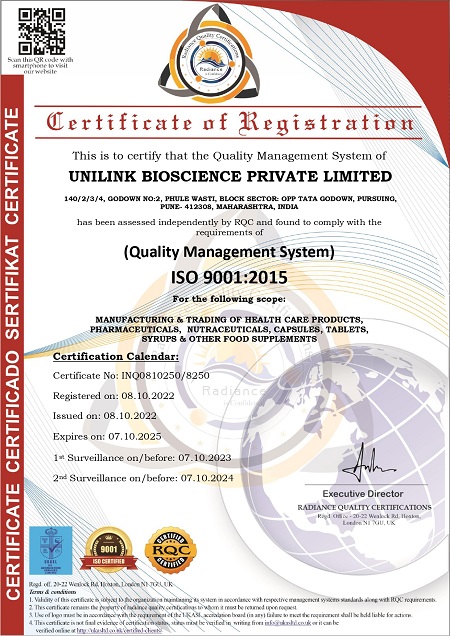 Scan this QR code with
smartphone to visit
our website
Radiance Quality Certifications
Radiance
Certificate of Registration
This is to certify that the Quality Management System of
UNILINK BIOSCIENCE PRIVATE LIMITED
140/2/3/4, GODOWN NO:2, PHULE WASTI, BLOCK SECTOR: OPP TATA GODOWN, PURSUING,
PUNE- 412308, MAHARASHTRA, INDIA
has been assessed independently by RQC and found to comply with the
requirements of
(Quality Management System)
ISO 9001:2015
For the following scope:
MANUFACTURING & TRADING OF HEALTH CARE PRODUCTS,
PHARMACEUTICALS, NUTRACEUTICALS, CAPSULES, TABLETS,
SYRUPS & OTHER FOOD SUPPLEMENTS
Certification Calendar:
Certificate No: INQ0810250/8250
Registered on: 08.10.2022
Issued on: 08.10.2022
Expires on: 07.10.2025
1st Surveillance on/before: 07.10.2023
2nd Surveillance on/before: 07.10.2024
Radiance
Executive Director
RADIANCE QUALITY CERTIFICATIONS
Regd. Office - 20-22 Wenlock Rd, Hoxton,
London N1 7GU, UK
CERTIFICATE CERTIFICADO SERTIFIKAT CERTIFICATE
9001
ISO CERTIFIED
CERTIFIED
RQC
Regd. off. 20-22 Wenlock Rd, Hoxton, London N1 7GU, UK
Terms & conditions
1. Validity of this certificate is subject to the organization maintaining its system in accordance with respective management systems standards along with RQC requirements.
2. This certificate remains the property of radiance quality certifications to whom it must be returned upon request.
3. Use of logo must be in accordance with the requirement of the UKAS, accredation based (in any) failure to meet the requirement shall be held liable for actions.
4. This certificate is not final evidence of certification status, status must be verified in writing from info@ukasltd.co.uk or it can be
verified online at http://ukasltd.co.uk/certified-clients/